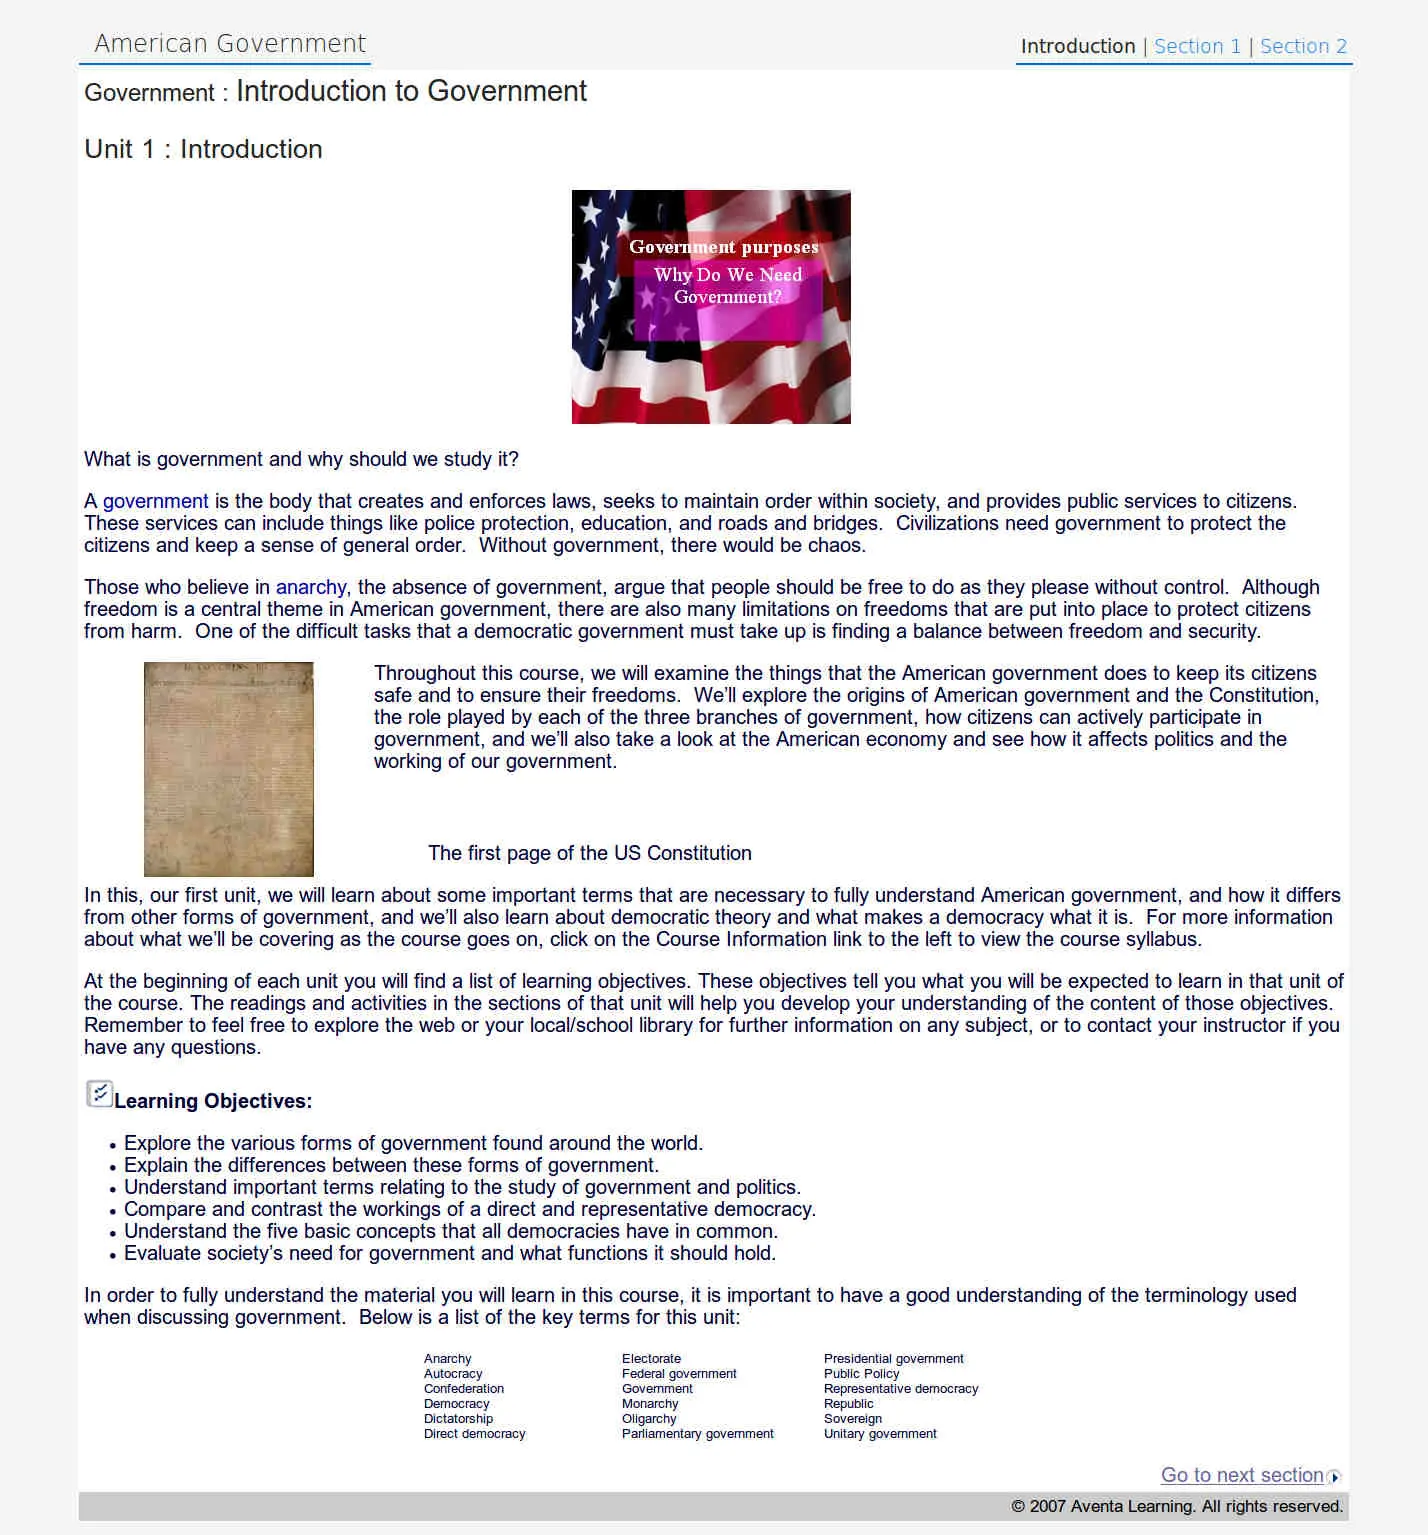 American Government
Introduction | Section 1 | Section 2
Government : Introduction to Government
Unit 1 : Introduction
Government purposes
Why Do We Need
Government?
What is government and why should we study it?
A government is the body that creates and enforces laws, seeks to maintain order within society, and provides public services to citizens.
These services can include things like police protection, education, and roads and bridges.  Civilizations need government to protect the
citizens and keep a sense of general order.  Without government, there would be chaos.
Those who believe in anarchy, the absence of government, argue that people should be free to do as they please without control.  Although
freedom is a central theme in American government, there are also many limitations on freedoms that are put into place to protect citizens
from harm.  One of the difficult tasks that a democratic government must take up is finding a balance between freedom and security.
Throughout this course, we will examine the things that the American government does to keep its citizens
safe and to ensure their freedoms.  We’ll explore the origins of American government and the Constitution,
the role played by each of the three branches of government, how citizens can actively participate in
government, and we’ll also take a look at the American economy and see how it affects politics and the
working of our government.
The first page of the US Constitution
In this, our first unit, we will learn about some important terms that are necessary to fully understand American government, and how it differs
from other forms of government, and we’ll also learn about democratic theory and what makes a democracy what it is.  For more information
about what we’ll be covering as the course goes on, click on the Course Information link to the left to view the course syllabus.
At the beginning of each unit you will find a list of learning objectives. These objectives tell you what you will be expected to learn in that unit of
the course. The readings and activities in the sections of that unit will help you develop your understanding of the content of those objectives.
Remember to feel free to explore the web or your local/school library for further information on any subject, or to contact your instructor if you
have any questions.
Learning Objectives:
• Explore the various forms of government found around the world.
• Explain the differences between these forms of government.
• Understand important terms relating to the study of government and politics.
• Compare and contrast the workings of a direct and representative democracy.
• Understand the five basic concepts that all democracies have in common.
• Evaluate society’s need for government and what functions it should hold.
In order to fully understand the material you will learn in this course, it is important to have a good understanding of the terminology used
when discussing government.  Below is a list of the key terms for this unit:
Anarchy
Autocracy
Confederation
Democracy
Dictatorship
Direct democracy
Electorate
Federal government
Government
Monarchy
Oligarchy
Parliamentary government
Presidential government
Public Policy
Representative democracy
Republic
Sovereign
Unitary government
Go to next section
© 2007 Aventa Learning. All rights reserved.